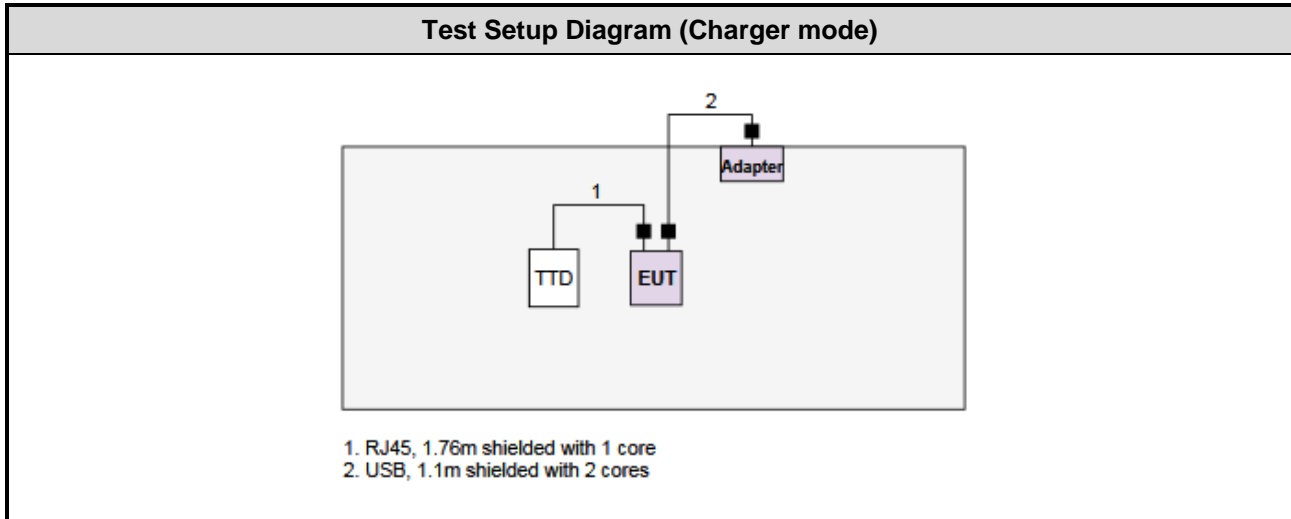 Test Setup Diagram (Charger mode)
2
Adapter
1
TTD
EUT
1. RJ45, 1.76m shielded with 1 core
2. USB, 1.1m shielded with 2 cores